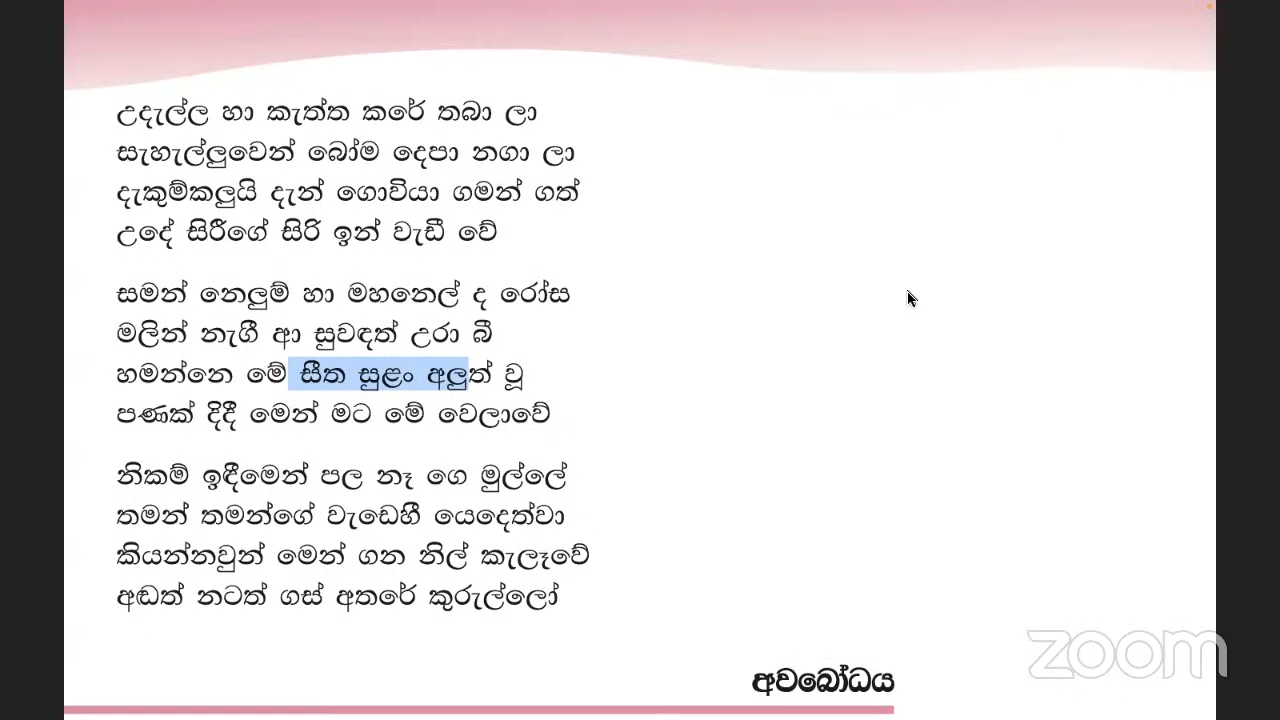 උදැල්ල හා කැත්ත කරේ තබා ලා
සැහැල්ලුවෙන් බෝම දෙපා නගා ලා
දැකුම්කලුයි දැන් ගොවියා ගමන් ගත්
උදේ සිරීගේ සිරි ඉන් වැඩී වේ
සමන් නෙලුම් හා මහනෙල් ද රෝස
මලින් නැගී ආ සුවඳත් උරා බී
හමන්නෙ මේ සීත සුළං අලුත් වූ
පණක් දිදී මෙන් මට මේ වෙලාවේ
නිකම් ඉඳීමෙන් පල නෑ ගෙ මුල්ලේ
තමන් තමන්ගේ වැඩෙහී යෙදෙත්වා
කියන්නවුන් මෙන් ගන නිල් කැලෑවේ
අඬත් නටත් ගස් අතරේ කුරුල්ලෝ
zoom
අවබෝධය